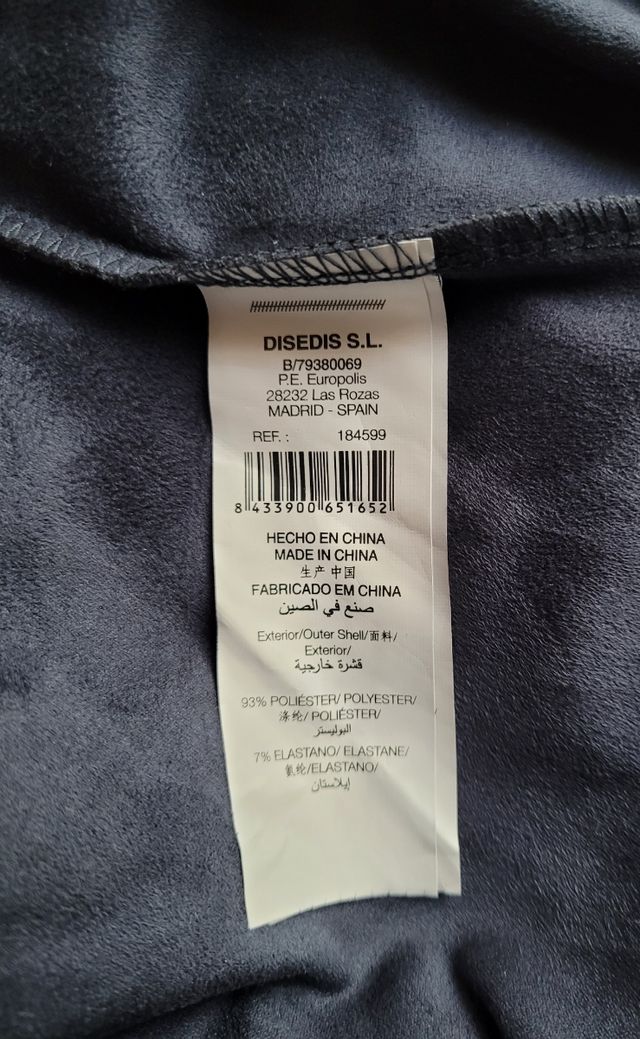 DISEDIS S.L.
B/79380069
P.E. Europolis
28232 Las Rozas
MADRID - SPAIN
REF.: 184599
8 433900 651652
HECHO EN CHINA
MADE IN CHINA
生产 中国
FABRICADO EM CHINA
صنع في الصين
Exterior/Outer Shell/面料/
Exterior/
قشرة خارجية
93% POLIÉSTER/ POLYESTER/
涤纶/ POLIÉSTER/
البوليستر
7% ELASTANO/ ELASTANE/
氨纶/ELASTANO/
إيلاستان